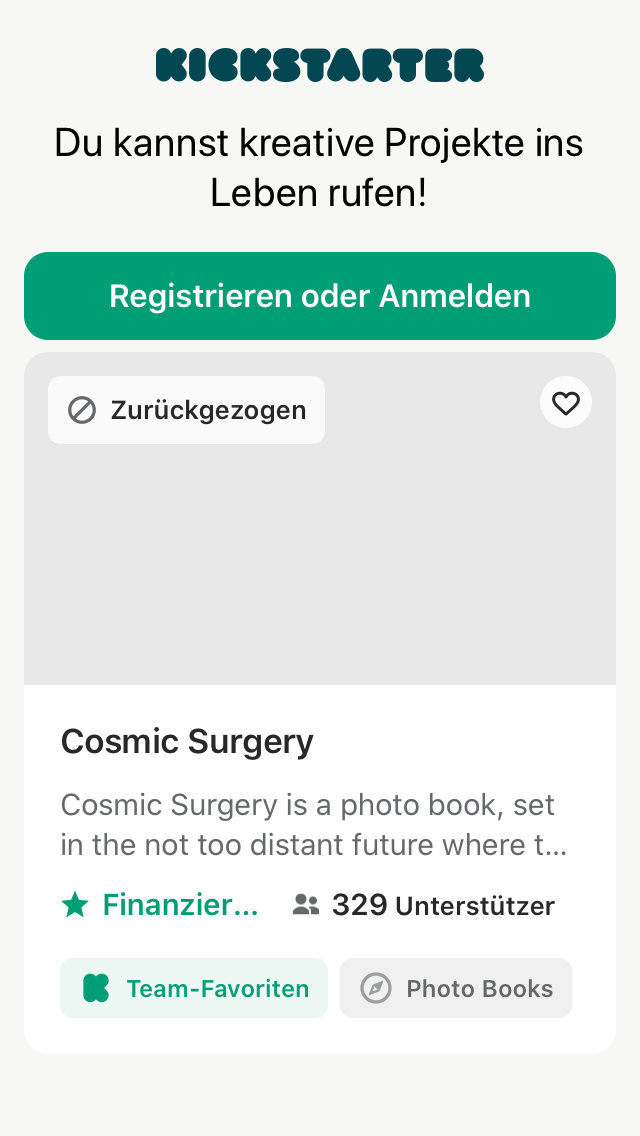 KICKSTARTER
Du kannst kreative Projekte ins
Leben rufen!
Registrieren oder Anmelden
Zurückgezogen
Cosmic Surgery
Cosmic Surgery is a photo book, set
in the not too distant future where t...
Finanzier... 329 Unterstützer
Team-Favoriten Photo Books